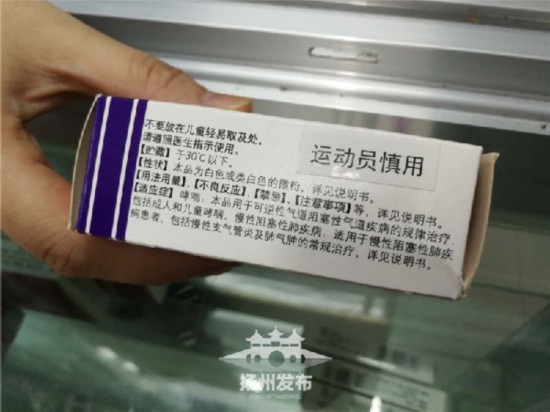 不要放在儿童轻易取及处。
请遵照医生指示使用。
【贮藏】于30℃以下。
【性状】本品为白色或类白色的微粉。详见说明书。
【用法用量】、【不良反应】、【禁忌】、【注意事项】等，详见说明书。
【适应症】哮喘：本品用于可逆性气道阻塞性气道疾病的规律治疗，
包括成人和儿童哮喘。慢性阻塞性肺疾病：适用于慢性阻塞性肺疾
病患者，包括慢性支气管炎及肺气肿的常规治疗。详见说明书。
运动员慎用
扬州发布